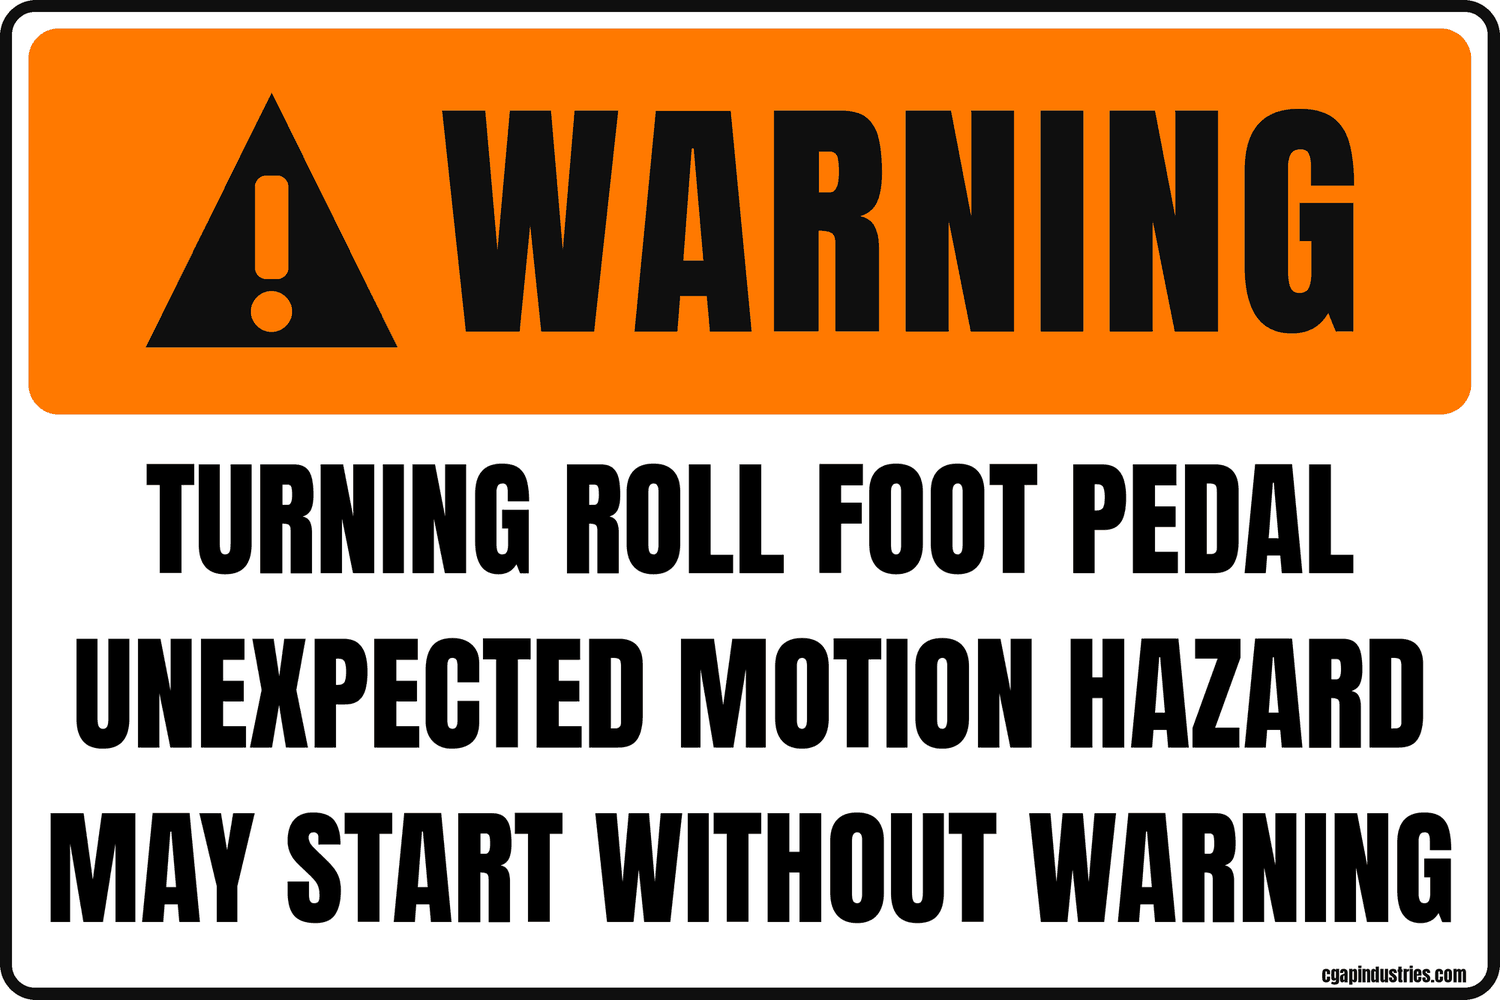 WARNING
TURNING ROLL FOOT PEDAL
UNEXPECTED MOTION HAZARD
MAY START WITHOUT WARNING
cgapindustries.com